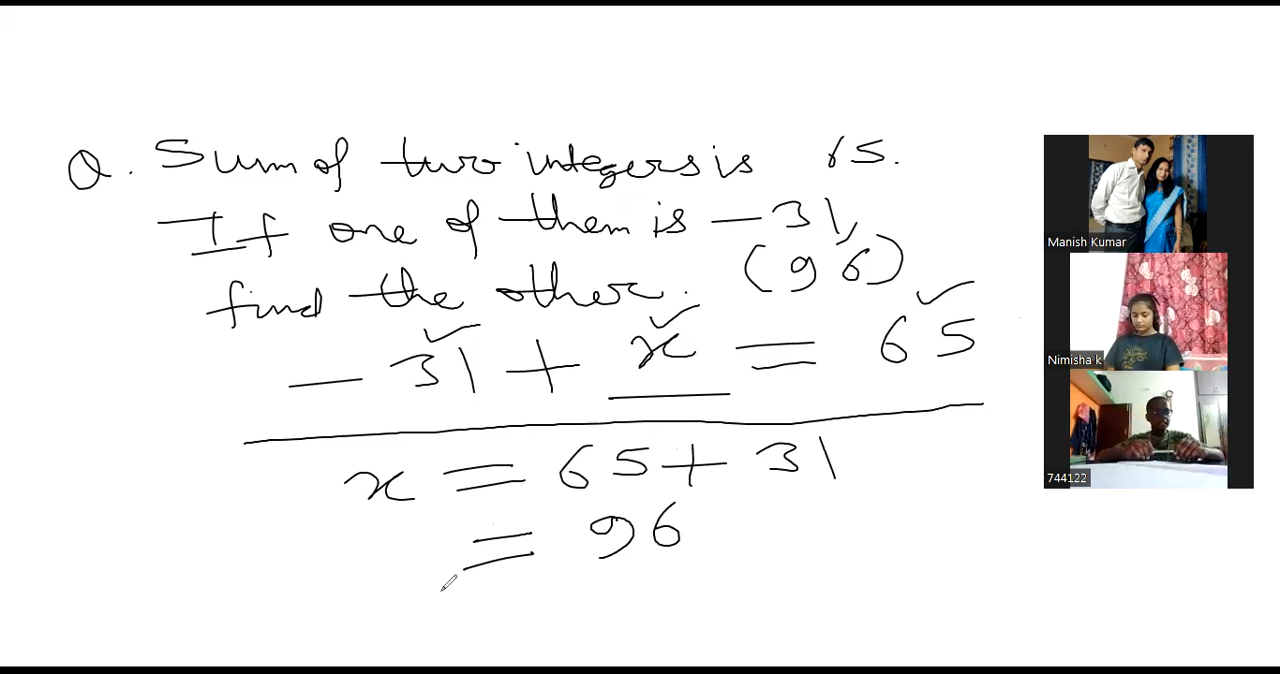 Q. Sum of two integers is 65.
If one of them is -31,
find the other. (96)
-31 + x = 65
x = 65 + 31
= 96
Manish Kumar
Nimisha k
744122